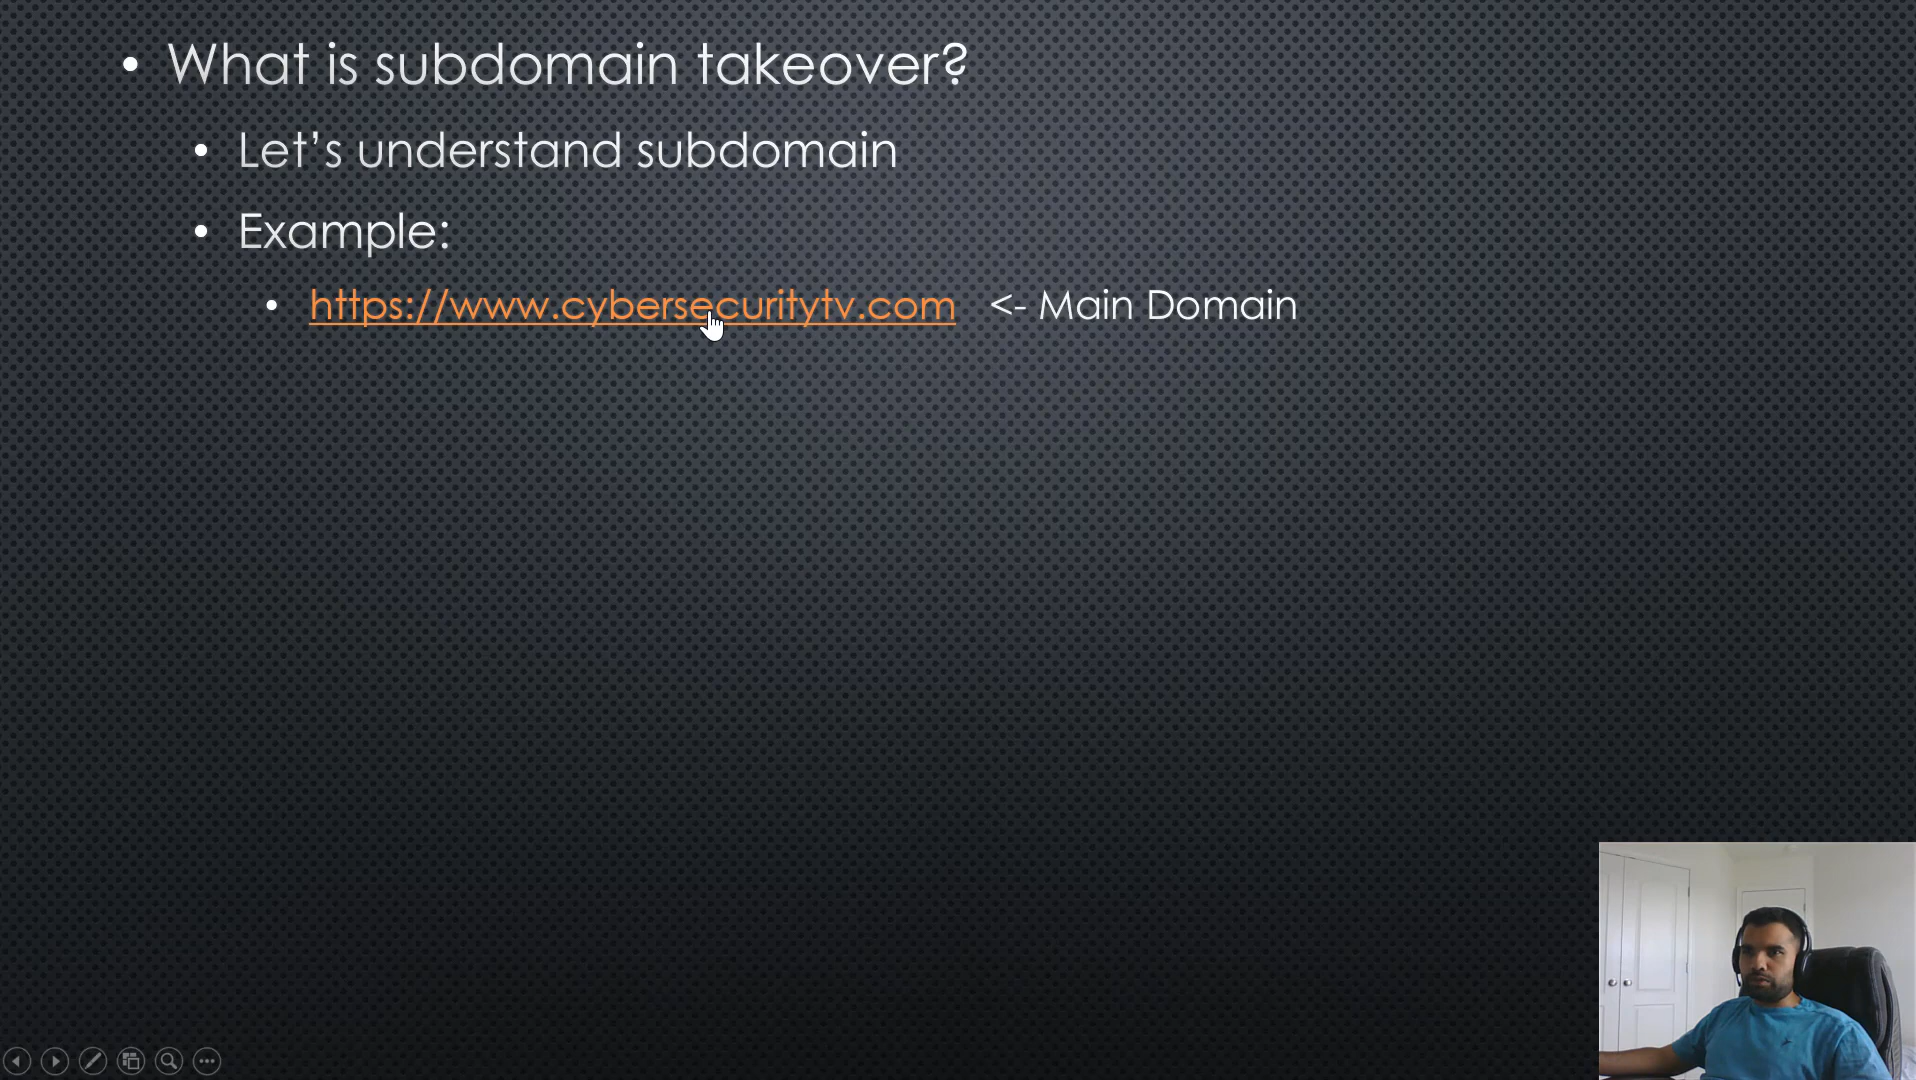 What is subdomain takeover?
Let’s understand subdomain
Example:
https://www.cybersecuritytv.com <- Main Domain